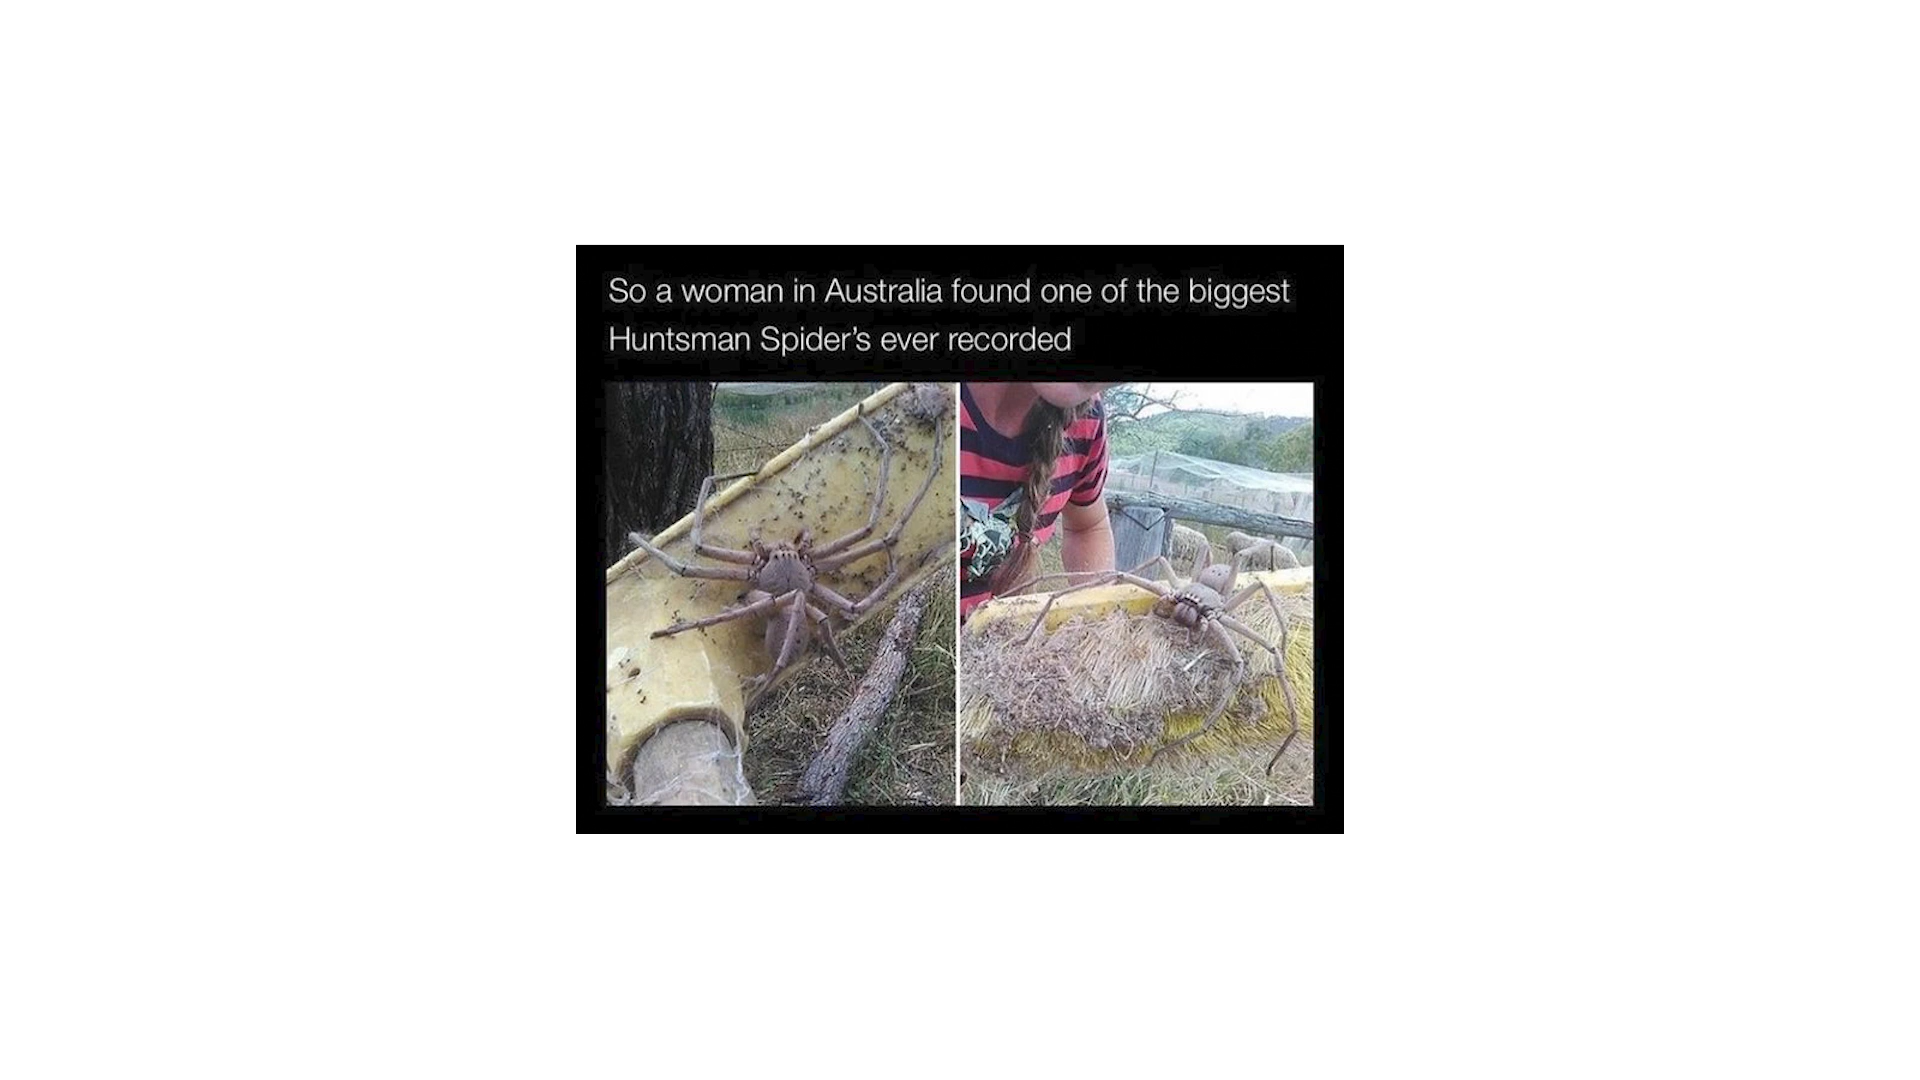 So a woman in Australia found one of the biggest
Huntsman Spider’s ever recorded